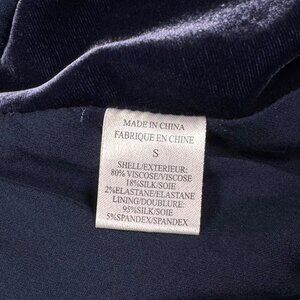 MADE IN CHINA
FABRIQUE EN CHINE
S
SHELL/EXTERIEUR:
80% VISCOSE/VISCOSE
18%SILK/SOIE
2%ELASTANE/ELASTANE
LINING/DOUBLURE:
95%SILK/SOIE
5%SPANDEX/SPANDEX